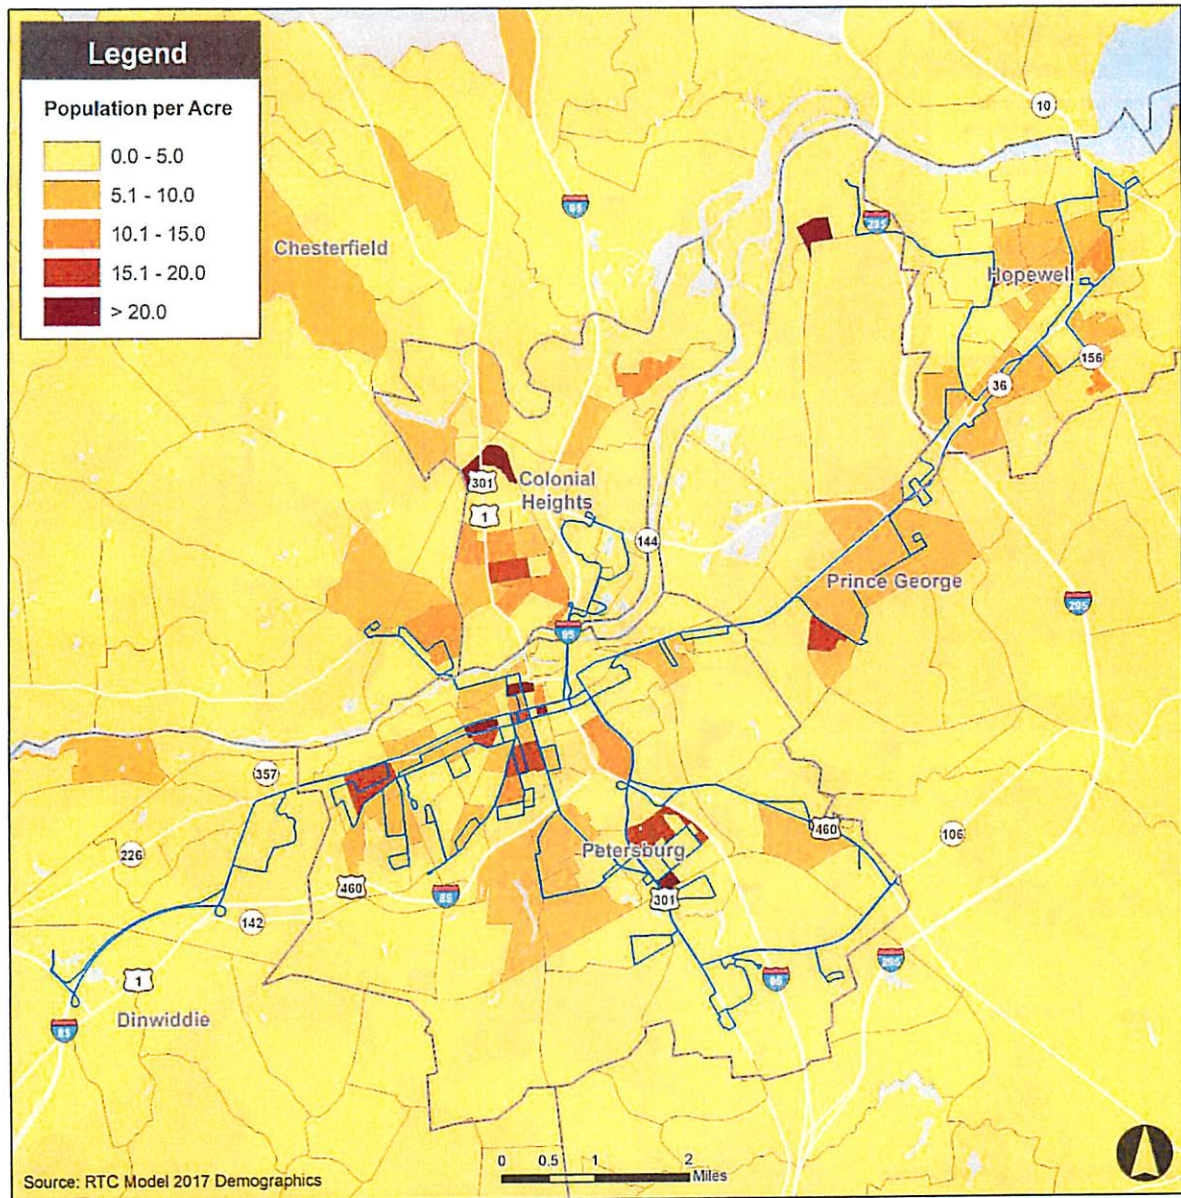 Legend
Population per Acre
0.0 - 5.0
5.1 - 10.0
10.1 - 15.0
15.1 - 20.0
> 20.0
10
95
295
Chesterfield
Hopewell
156
36
301
Colonial
Heights
1
144
Prince George
295
95
357
460
106
226
Petersburg
460
85
301
142
1
95
295
Dinwiddie
85
0 0.5 1 2
Miles
Source: RTC Model 2017 Demographics